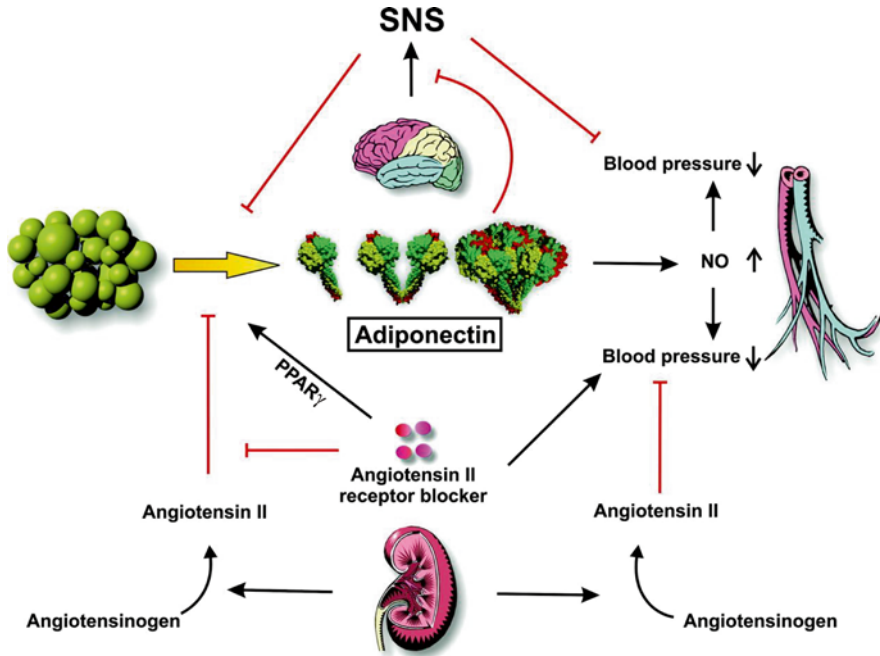 SNS
Blood pressure ↓
NO ↑
Adiponectin
Blood pressure ↓
PPARγ
Angiotensin II
receptor blocker
Angiotensin II
Angiotensin II
Angiotensinogen
Angiotensinogen